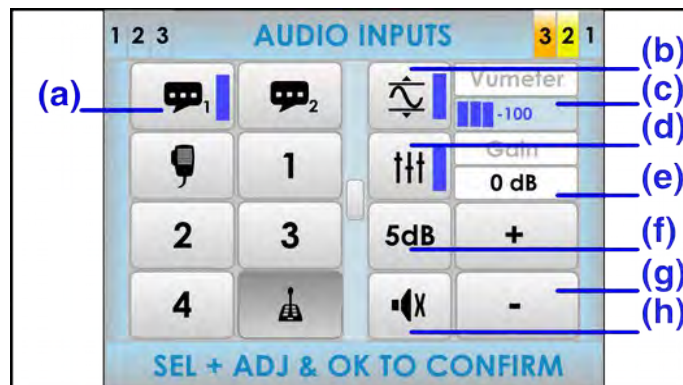 1 2 3 AUDIO INPUTS 3 2 1
(a) 1 2 Vumeter (b)
-100 (c)
1 Gain (d)
0 dB (e)
2 3 5dB + (f)
4 X - (g)
(h)
SEL + ADJ & OK TO CONFIRM